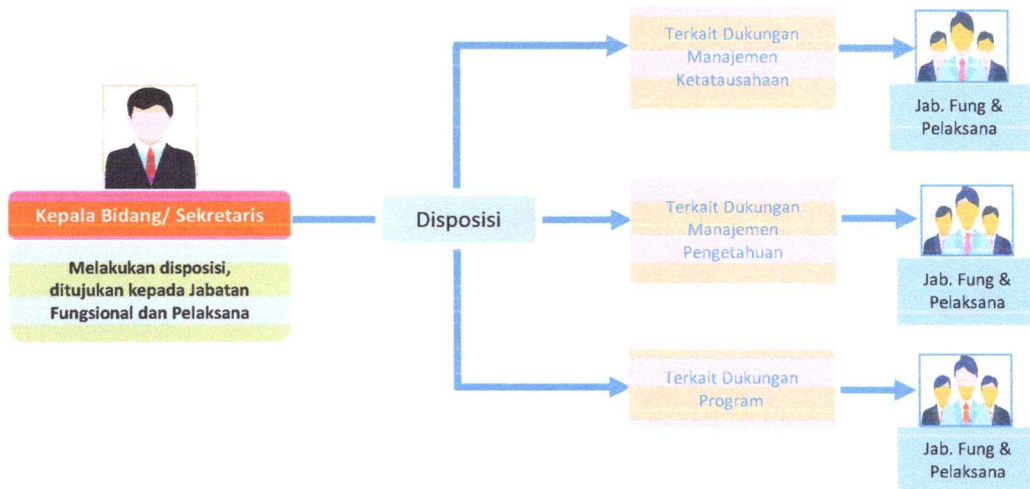 Kepala Bidang/ Sekretaris
Melakukan disposisi,
ditujukan kepada Jabatan
Fungsional dan Pelaksana
Disposisi
Terkait Dukungan
Manajemen
Ketatausahaan
Jab. Fung &
Pelaksana
Terkait Dukungan
Manajemen
Pengetahuan
Jab. Fung &
Pelaksana
Terkait Dukungan
Program
Jab. Fung &
Pelaksana